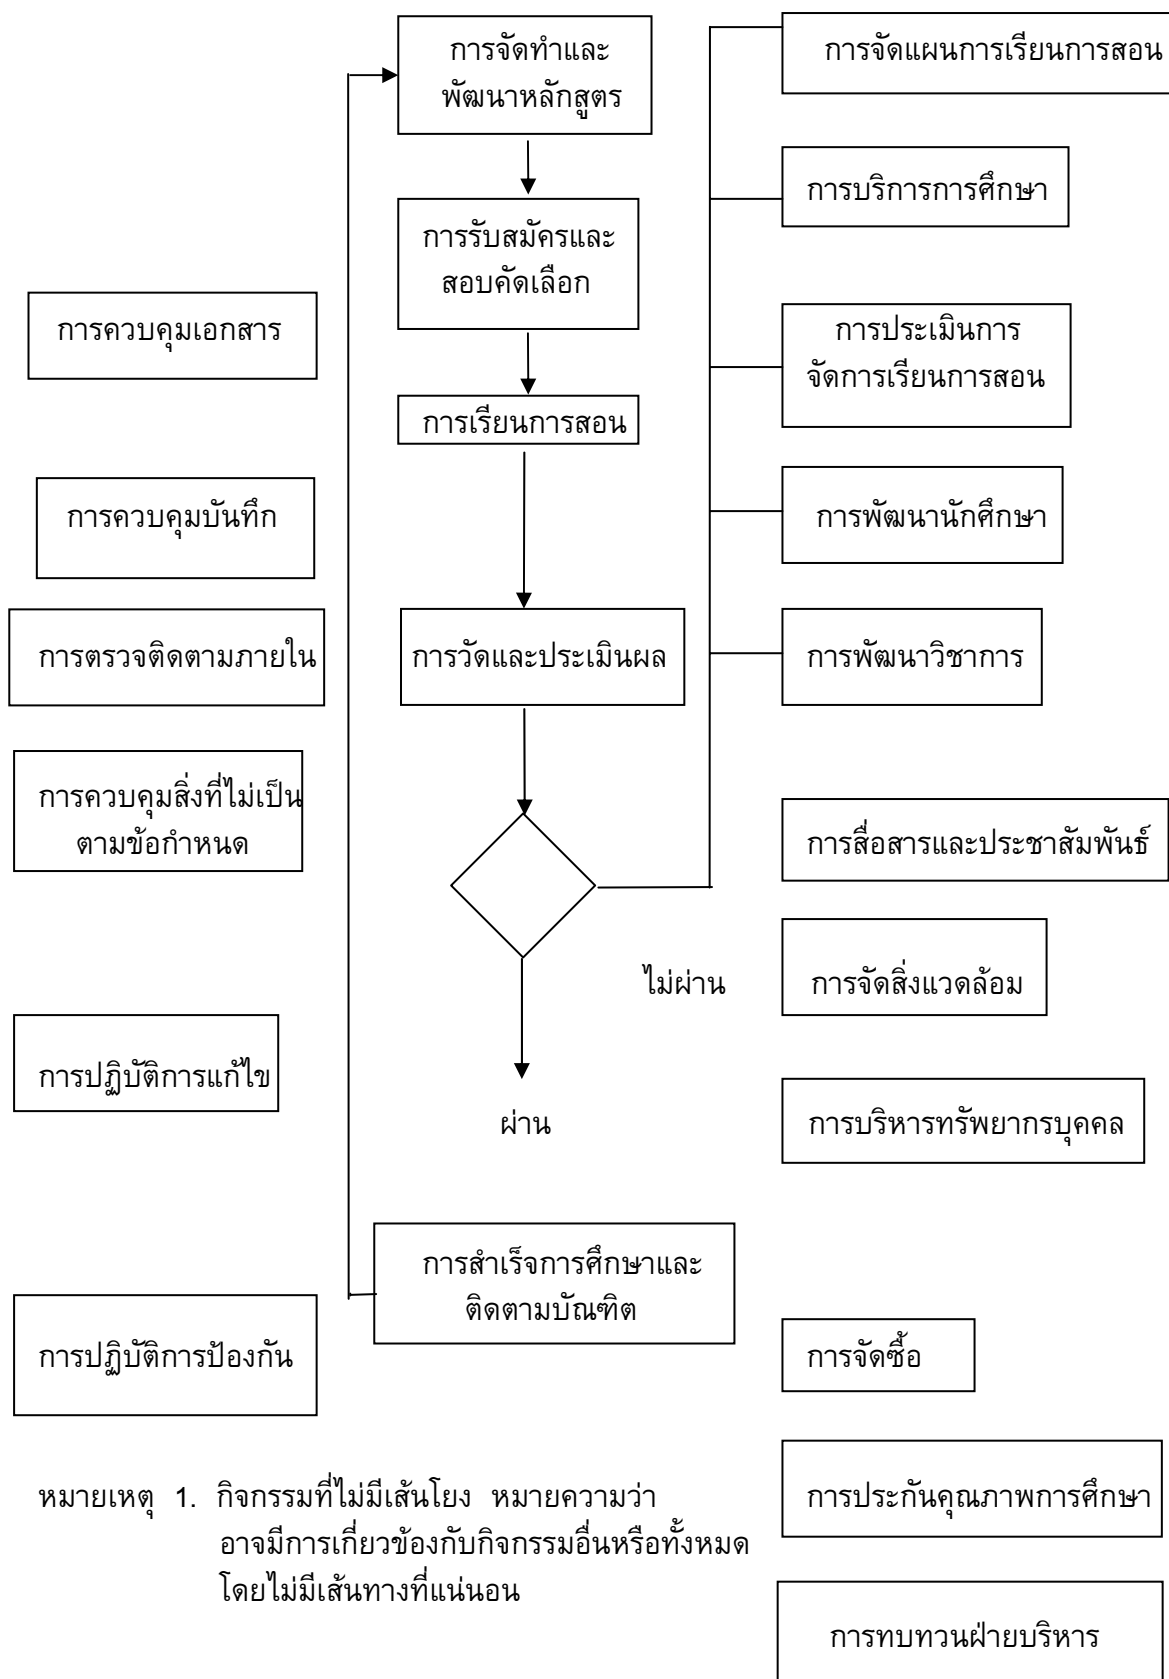 การจัดทำและ
พัฒนาหลักสูตร
การจัดแผนการเรียนการสอน
การบริการการศึกษา
การรับสมัครและ
สอบคัดเลือก
การควบคุมเอกสาร
การประเมินการ
จัดการเรียนการสอน
การเรียนการสอน
การควบคุมบันทึก
การพัฒนานักศึกษา
การตรวจติดตามภายใน
การวัดและประเมินผล
การพัฒนาวิชาการ
การควบคุมสิ่งที่ไม่เป็น
ตามข้อกำหนด
การสื่อสารและประชาสัมพันธ์
ไม่ผ่าน
การจัดสิ่งแวดล้อม
การปฏิบัติการแก้ไข
ผ่าน
การบริหารทรัพยากรบุคคล
การสำเร็จการศึกษาและ
ติดตามบัณฑิต
การปฏิบัติการป้องกัน
การจัดซื้อ
หมายเหตุ 1. กิจกรรมที่ไม่มีเส้นโยง หมายความว่า
อาจมีการเกี่ยวข้องกับกิจกรรมอื่นหรือทั้งหมด
โดยไม่มีเส้นทางที่แน่นอน
การประกันคุณภาพการศึกษา
การทบทวนฝ่ายบริหาร